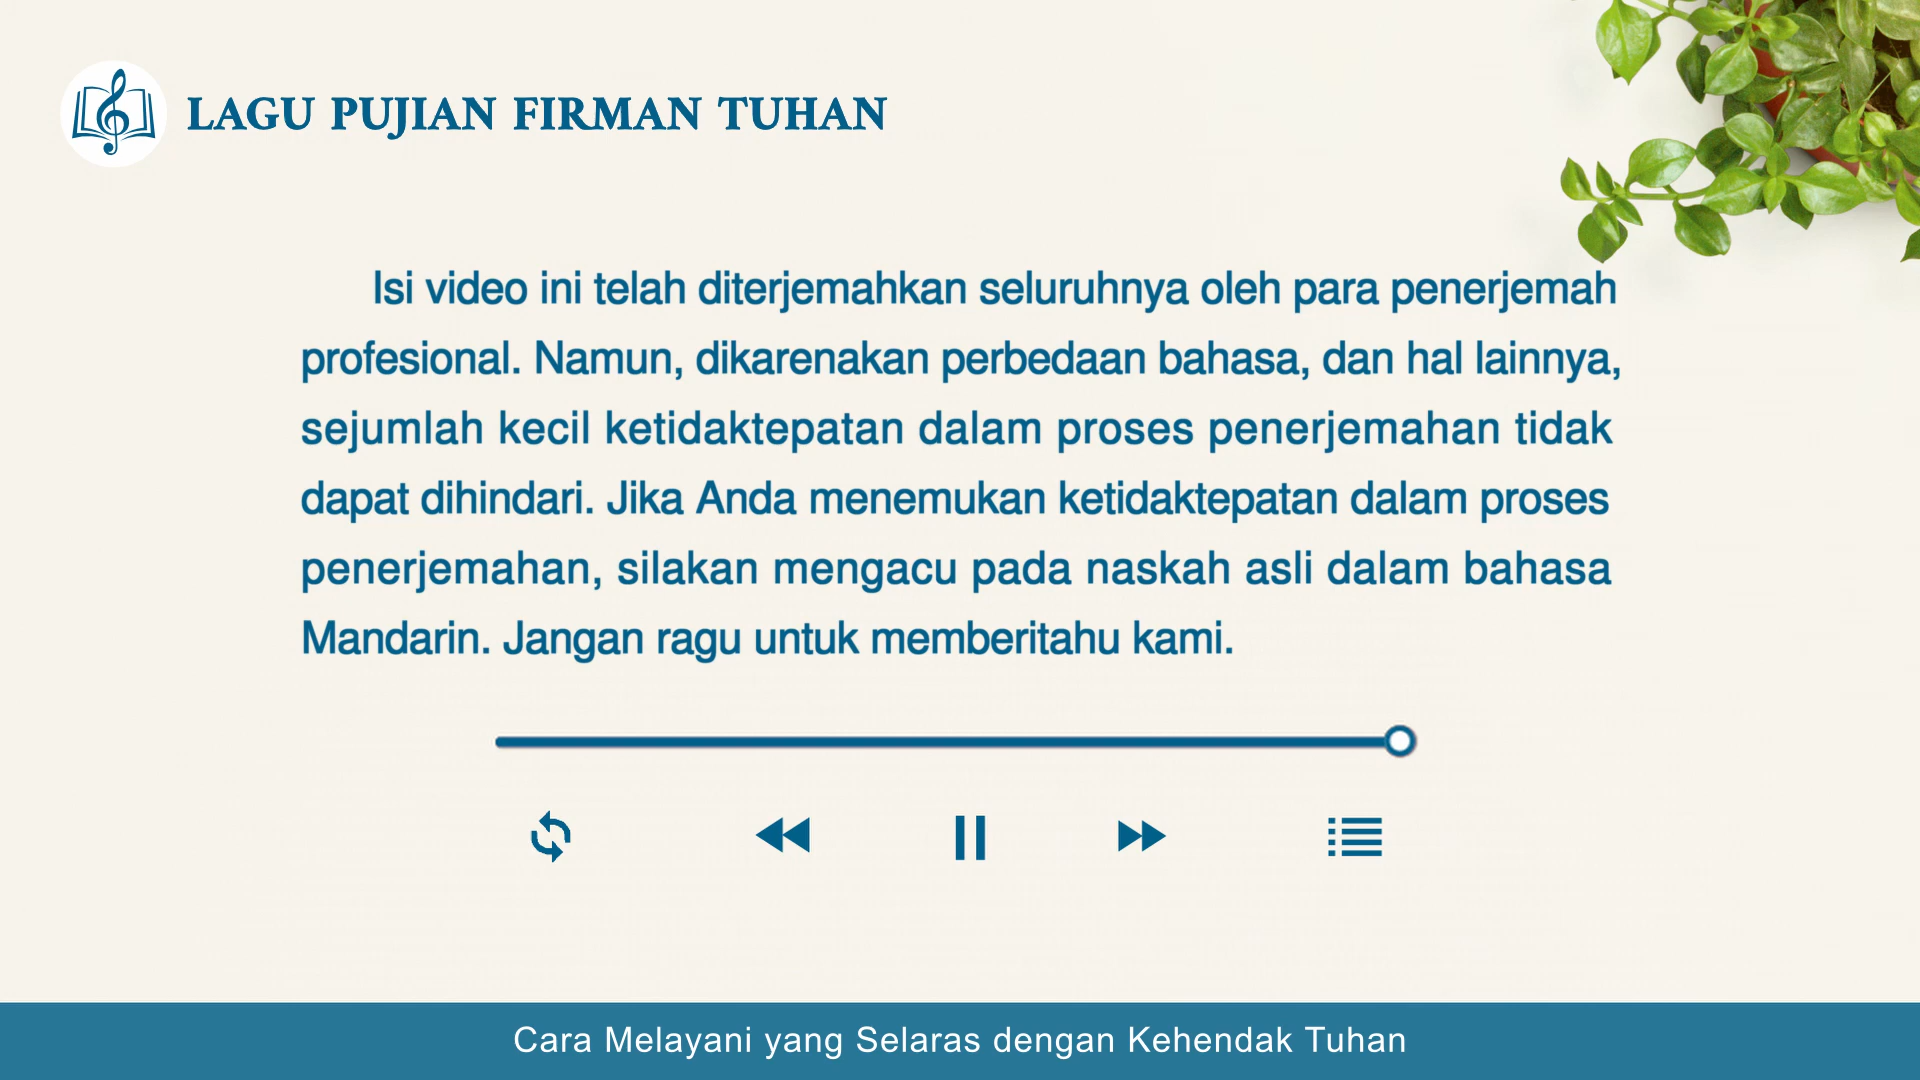 LAGU PUJIAN FIRMAN TUHAN
Isi video ini telah diterjemahkan seluruhnya oleh para penerjemah
profesional. Namun, dikarenakan perbedaan bahasa, dan hal lainnya,
sejumlah kecil ketidaktepatan dalam proses penerjemahan tidak
dapat dihindari. Jika Anda menemukan ketidaktepatan dalam proses
penerjemahan, silakan mengacu pada naskah asli dalam bahasa
Mandarin. Jangan ragu untuk memberitahu kami.
Cara Melayani yang Selaras dengan Kehendak Tuhan